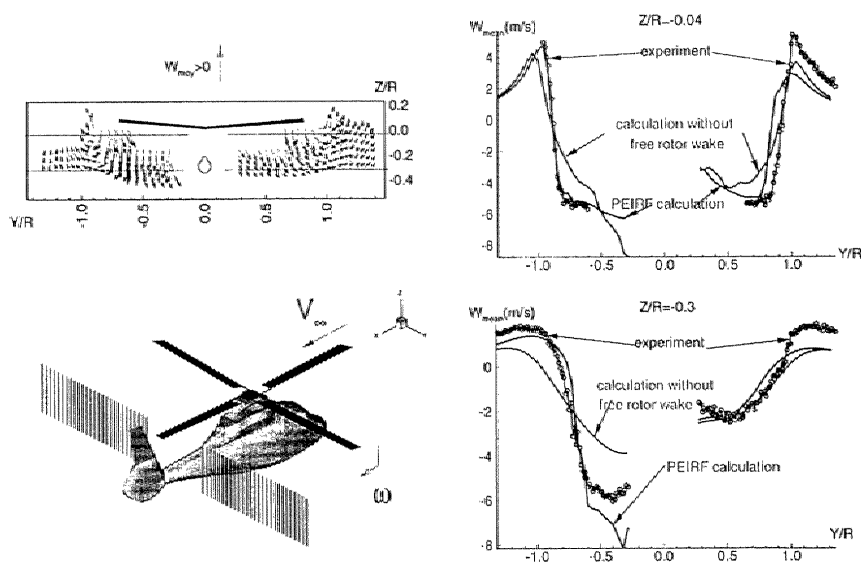 W_moy>0
Z/R
0.2
0.0
-0.2
-0.4
-1.0 -0.5 0.0 0.5 1.0
Y/R
V∞
ω
Z/R=-0.04
W_mean(m/s)
experiment
calculation without
free rotor wake
PEIRF calculation
4
2
0
-2
-4
-6
-8
-1.0 -0.5 0.0 0.5 1.0
Y/R
Z/R=-0.3
W_mean(m/s)
experiment
calculation without
free rotor wake
PEIRF calculation
0
-2
-4
-6
-8
-1.0 -0.5 0.0 0.5 1.0
Y/R